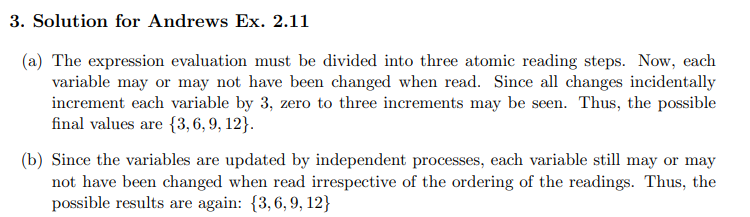 3. Solution for Andrews Ex. 2.11
(a) The expression evaluation must be divided into three atomic reading steps. Now, each
variable may or may not have been changed when read. Since all changes incidentally
increment each variable by 3, zero to three increments may be seen. Thus, the possible
final values are {3, 6, 9, 12}.
(b) Since the variables are updated by independent processes, each variable still may or may
not have been changed when read irrespective of the ordering of the readings. Thus, the
possible results are again: {3, 6, 9, 12}